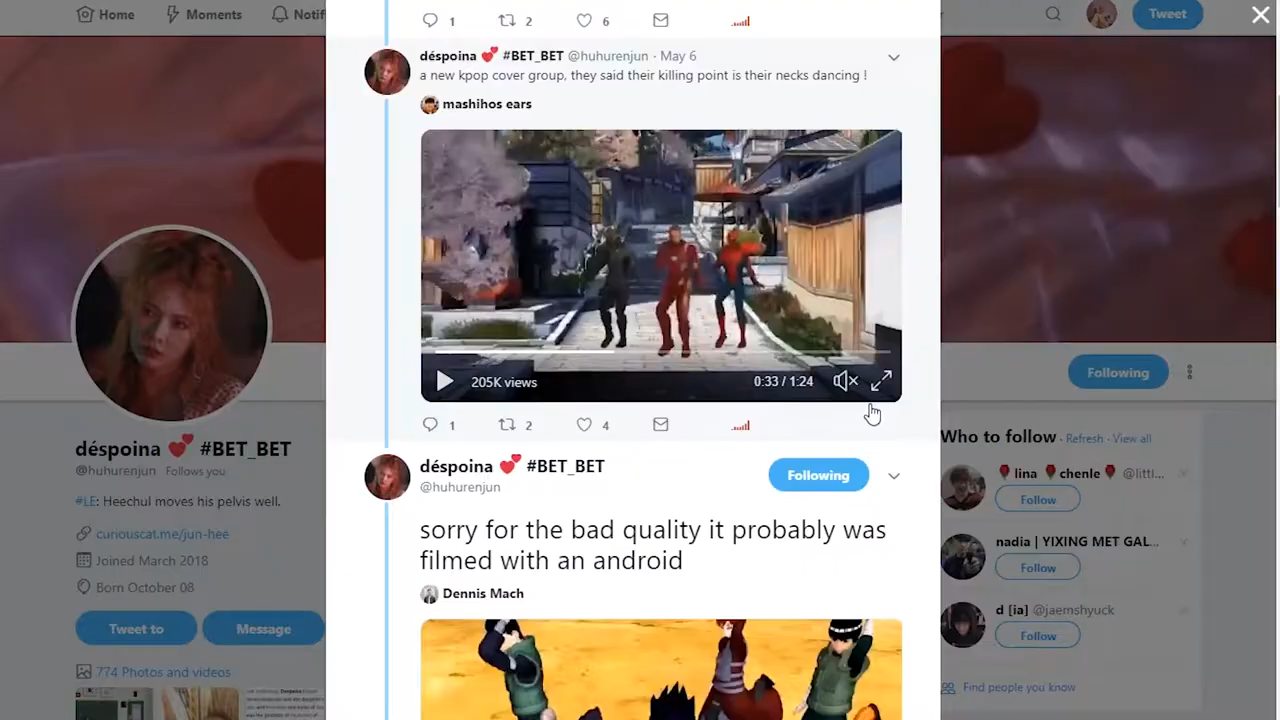 Home
Moments
Notif
Tweet
1
2
6
déspoina 💕 #BET_BET @huhurenjun · May 6
a new kpop cover group, they said their killing point is their necks dancing !
mashihos ears
205K views
0:33 / 1:24
1
2
4
déspoina 💕 #BET_BET
@huhurenjun
Following
sorry for the bad quality it probably was
filmed with an android
Dennis Mach
déspoina 💕 #BET_BET
@huhurenjun Follows you
#LE: Heechul moves his pelvis well.
curiouscat.me/jun-hee
Joined March 2018
Born October 08
Tweet to
Message
774 Photos and videos
Following
Who to follow · Refresh · View all
🌹lina 🌹chenle🌹 @littl...
Follow
nadia | YIXING MET GAL...
Follow
d [ia] @jaemshyuck
Follow
Find people you know